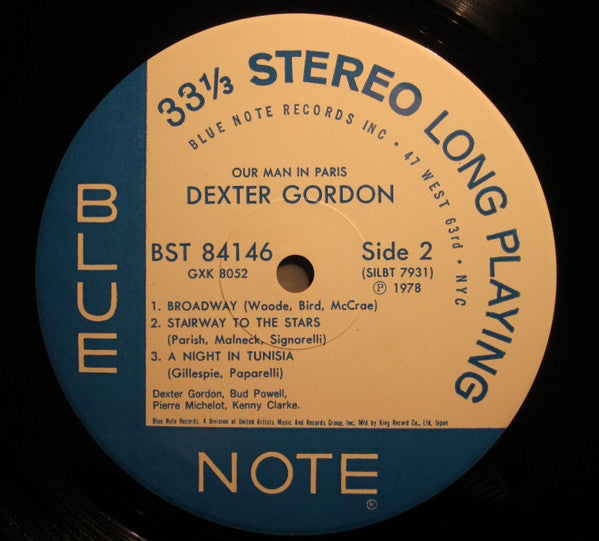 33⅓ STEREO LONG PLAYING
BLUE NOTE RECORDS INC • 47 WEST 63rd • NYC
OUR MAN IN PARIS
DEXTER GORDON
BST 84146
GXK 8052
Side 2
(SILBT 7931)
Ⓟ 1978
1. BROADWAY (Woode, Bird, McCrae)
2. STAIRWAY TO THE STARS
(Parish, Malneck, Signorelli)
3. A NIGHT IN TUNISIA
(Gillespie, Paparelli)
Dexter Gordon, Bud Powell,
Pierre Michelot, Kenny Clarke.
Blue Note Records. A Division of United Artists Music And Records Group, Inc. Mfd by King Record Co., Ltd, Japan
BLUE
NOTE®